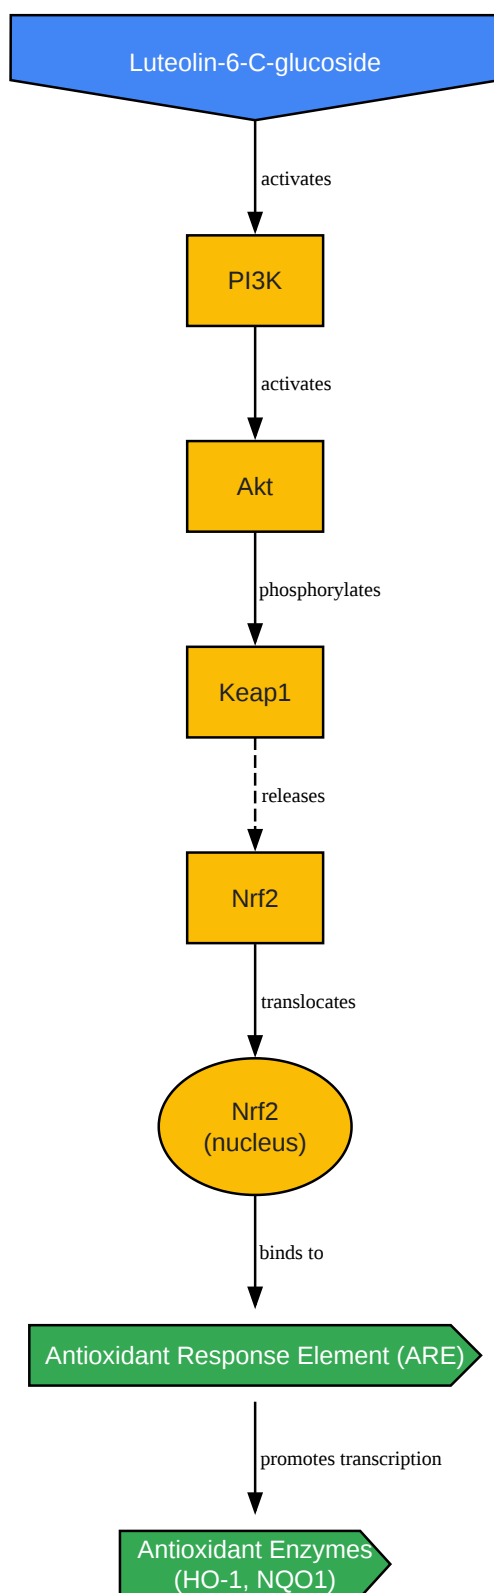 Luteolin-6-C-glucoside
activates
PI3K
activates
Akt
phosphorylates
Keap1
releases
Nrf2
translocates
Nrf2
(nucleus)
binds to
Antioxidant Response Element (ARE)
promotes transcription
Antioxidant Enzymes
(HO-1, NQO1)